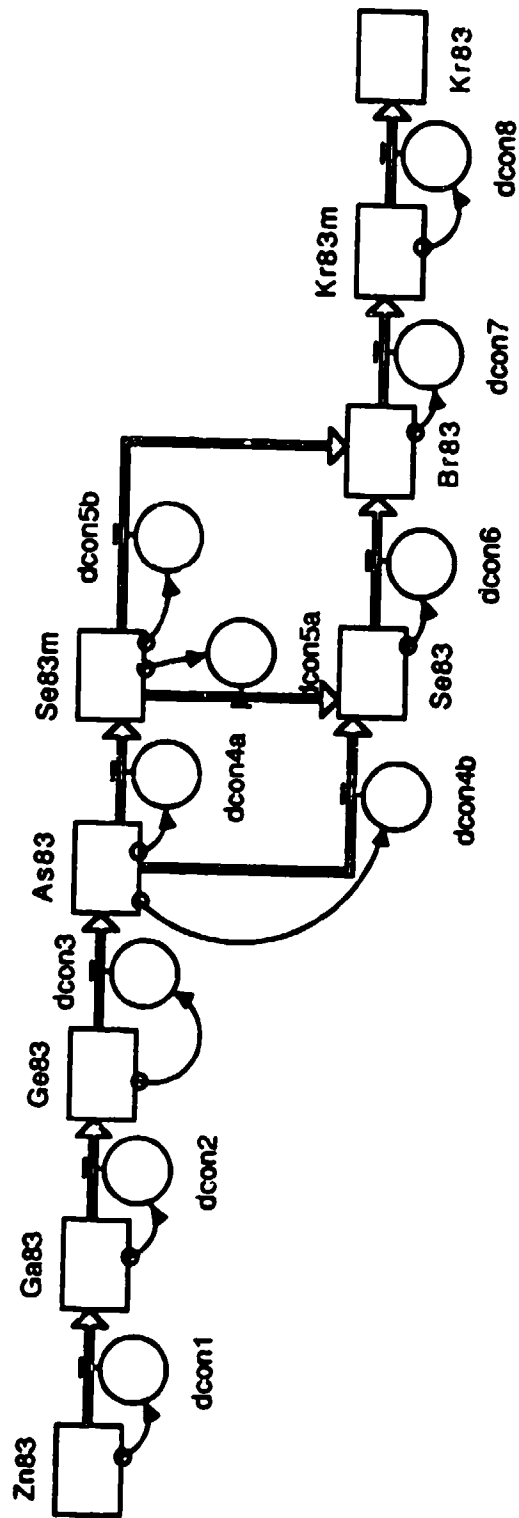 Zn83
dcon1
Ga83
dcon2
Ge83
dcon3
As83
dcon4a
dcon4b
Se83m
dcon5a
dcon5b
Se83
dcon6
Br83
dcon7
Kr83m
dcon8
Kr83